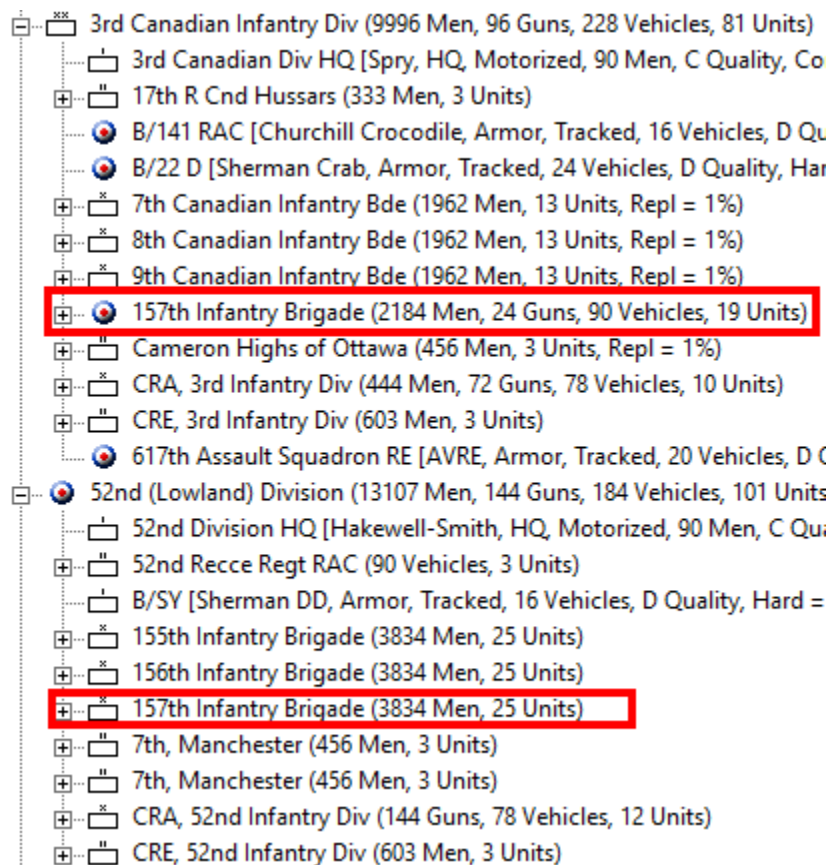 3rd Canadian Infantry Div (9996 Men, 96 Guns, 228 Vehicles, 81 Units)
3rd Canadian Div HQ [Spry, HQ, Motorized, 90 Men, C Quality, Co
17th R Cnd Hussars (333 Men, 3 Units)
B/141 RAC [Churchill Crocodile, Armor, Tracked, 16 Vehicles, D Qu
B/22 D [Sherman Crab, Armor, Tracked, 24 Vehicles, D Quality, Har
7th Canadian Infantry Bde (1962 Men, 13 Units, Repl = 1%)
8th Canadian Infantry Bde (1962 Men, 13 Units, Repl = 1%)
9th Canadian Infantry Bde (1962 Men, 13 Units, Repl = 1%)
157th Infantry Brigade (2184 Men, 24 Guns, 90 Vehicles, 19 Units)
Cameron Highs of Ottawa (456 Men, 3 Units, Repl = 1%)
CRA, 3rd Infantry Div (444 Men, 72 Guns, 78 Vehicles, 10 Units)
CRE, 3rd Infantry Div (603 Men, 3 Units)
617th Assault Squadron RE [AVRE, Armor, Tracked, 20 Vehicles, D
52nd (Lowland) Division (13107 Men, 144 Guns, 184 Vehicles, 101 Units
52nd Division HQ [Hakewell-Smith, HQ, Motorized, 90 Men, C Qua
52nd Recce Regt RAC (90 Vehicles, 3 Units)
B/SY [Sherman DD, Armor, Tracked, 16 Vehicles, D Quality, Hard =
155th Infantry Brigade (3834 Men, 25 Units)
156th Infantry Brigade (3834 Men, 25 Units)
157th Infantry Brigade (3834 Men, 25 Units)
7th, Manchester (456 Men, 3 Units)
7th, Manchester (456 Men, 3 Units)
CRA, 52nd Infantry Div (144 Guns, 78 Vehicles, 12 Units)
CRE, 52nd Infantry Div (603 Men, 3 Units)